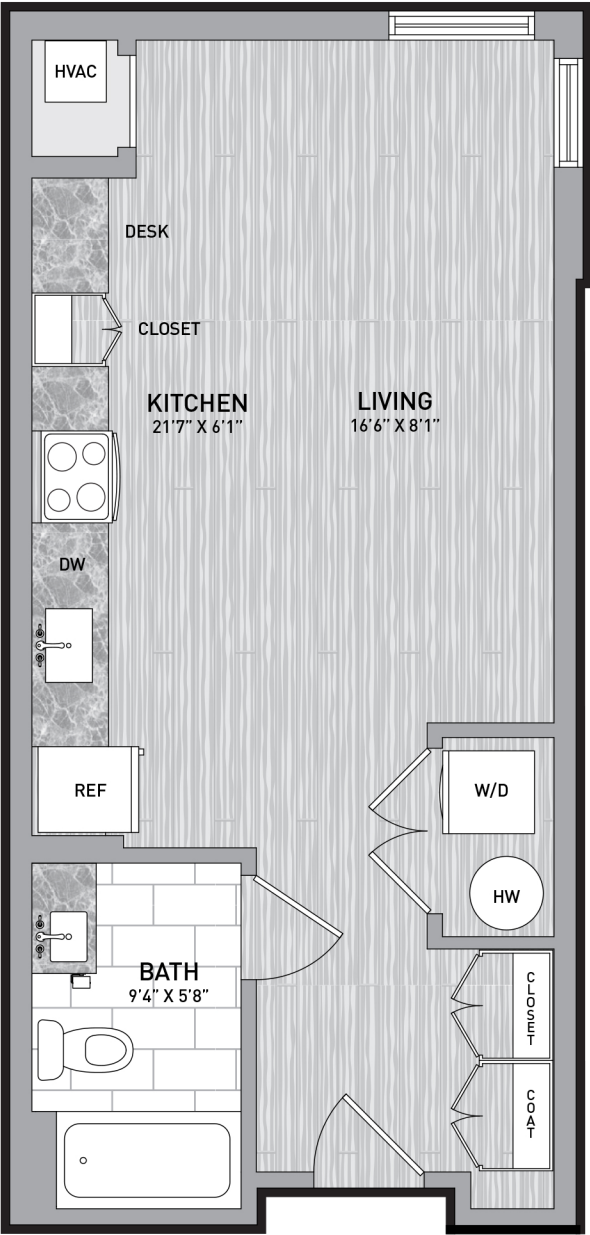 HVAC
DESK
CLOSET
KITCHEN
21'7" X 6'1"
LIVING
16'6" X 8'1"
DW
REF
W/D
HW
BATH
9'4" X 5'8"
CLOSET
COAT